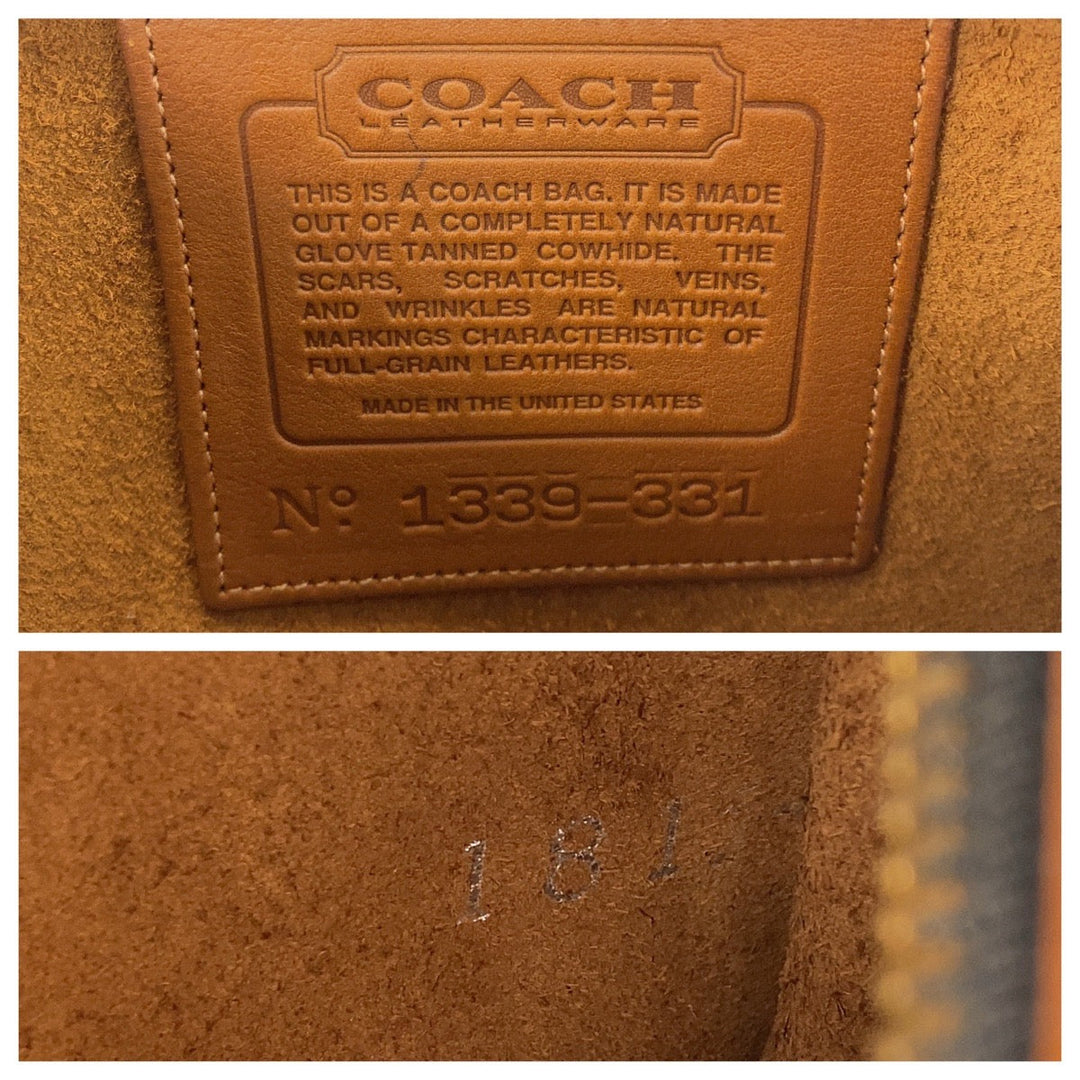 COACH
LEATHERWARE
THIS IS A COACH BAG. IT IS MADE
OUT OF A COMPLETELY NATURAL
GLOVE TANNED COWHIDE. THE
SCARS, SCRATCHES, VEINS,
AND WRINKLES ARE NATURAL
MARKINGS CHARACTERISTIC OF
FULL-GRAIN LEATHERS.
MADE IN THE UNITED STATES
Nº. 1339-331
181